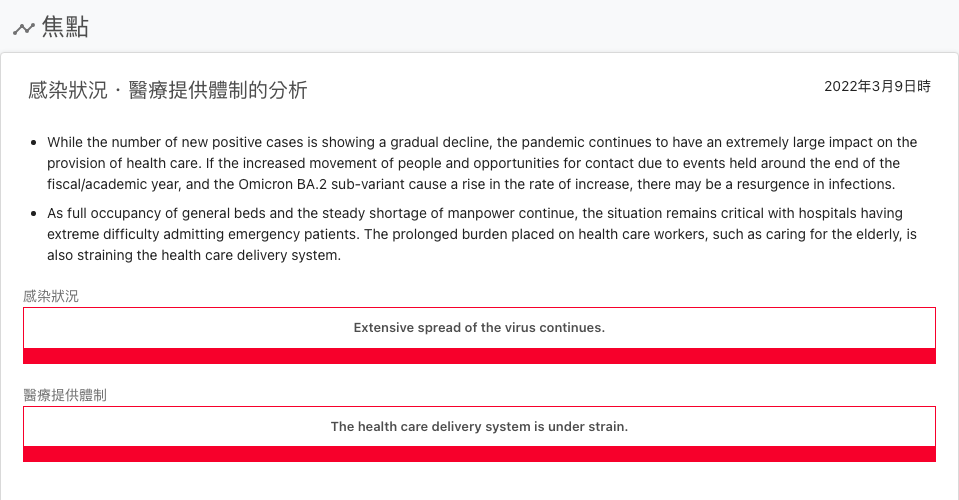 焦點
感染狀況・醫療提供體制的分析
2022年3月9日時
While the number of new positive cases is showing a gradual decline, the pandemic continues to have an extremely large impact on the
provision of health care. If the increased movement of people and opportunities for contact due to events held around the end of the
fiscal/academic year, and the Omicron BA.2 sub-variant cause a rise in the rate of increase, there may be a resurgence in infections.
As full occupancy of general beds and the steady shortage of manpower continue, the situation remains critical with hospitals having
extreme difficulty admitting emergency patients. The prolonged burden placed on health care workers, such as caring for the elderly, is
also straining the health care delivery system.
感染狀況
Extensive spread of the virus continues.
醫療提供體制
The health care delivery system is under strain.